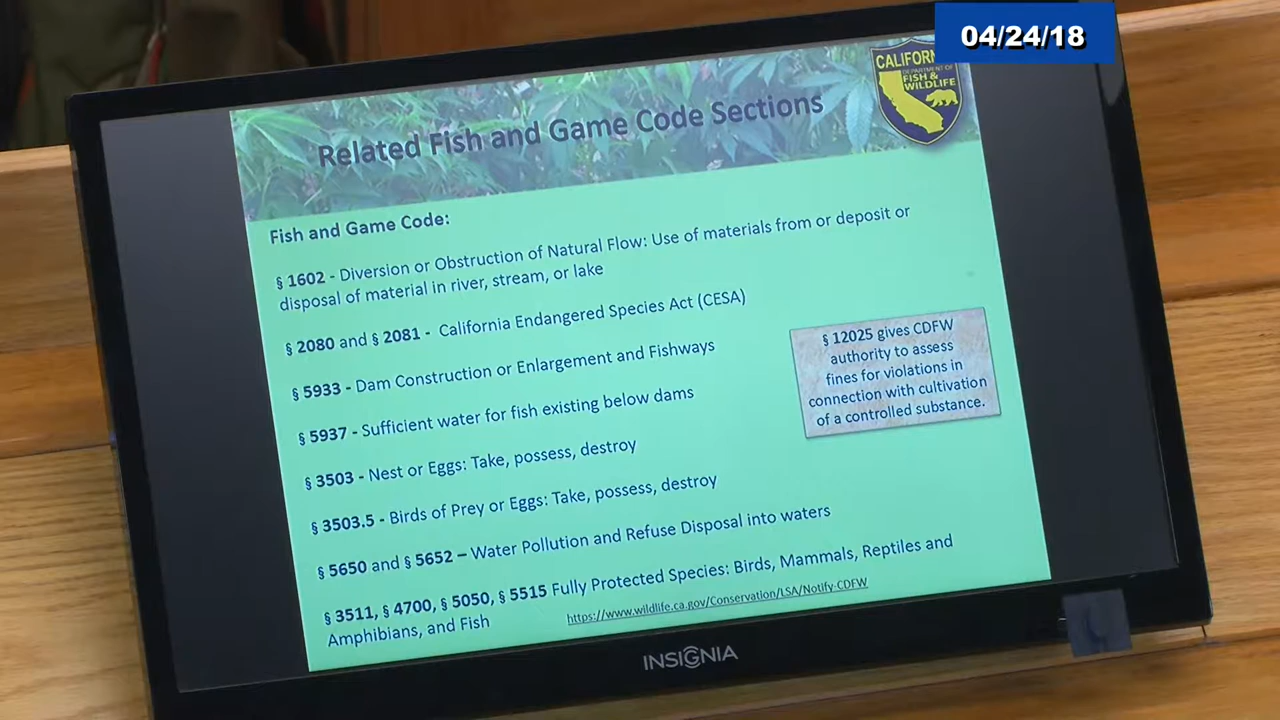 04/24/18
CALIFORN
DEPARTMENT OF
FISH &
WILDLIFE
Related Fish and Game Code Sections
Fish and Game Code:
§ 1602 - Diversion or Obstruction of Natural Flow: Use of materials from or deposit or
disposal of material in river, stream, or lake
§ 2080 and § 2081 - California Endangered Species Act (CESA)
§ 5933 - Dam Construction or Enlargement and Fishways
§ 5937 - Sufficient water for fish existing below dams
§ 3503 - Nest or Eggs: Take, possess, destroy
§ 3503.5 - Birds of Prey or Eggs: Take, possess, destroy
§ 5650 and § 5652 – Water Pollution and Refuse Disposal into waters
§ 3511, § 4700, § 5050, § 5515 Fully Protected Species: Birds, Mammals, Reptiles and
Amphibians, and Fish
https://www.wildlife.ca.gov/Conservation/LSA/Notify-CDFW
§ 12025 gives CDFW
authority to assess
fines for violations in
connection with cultivation
of a controlled substance.
INSIGNIA